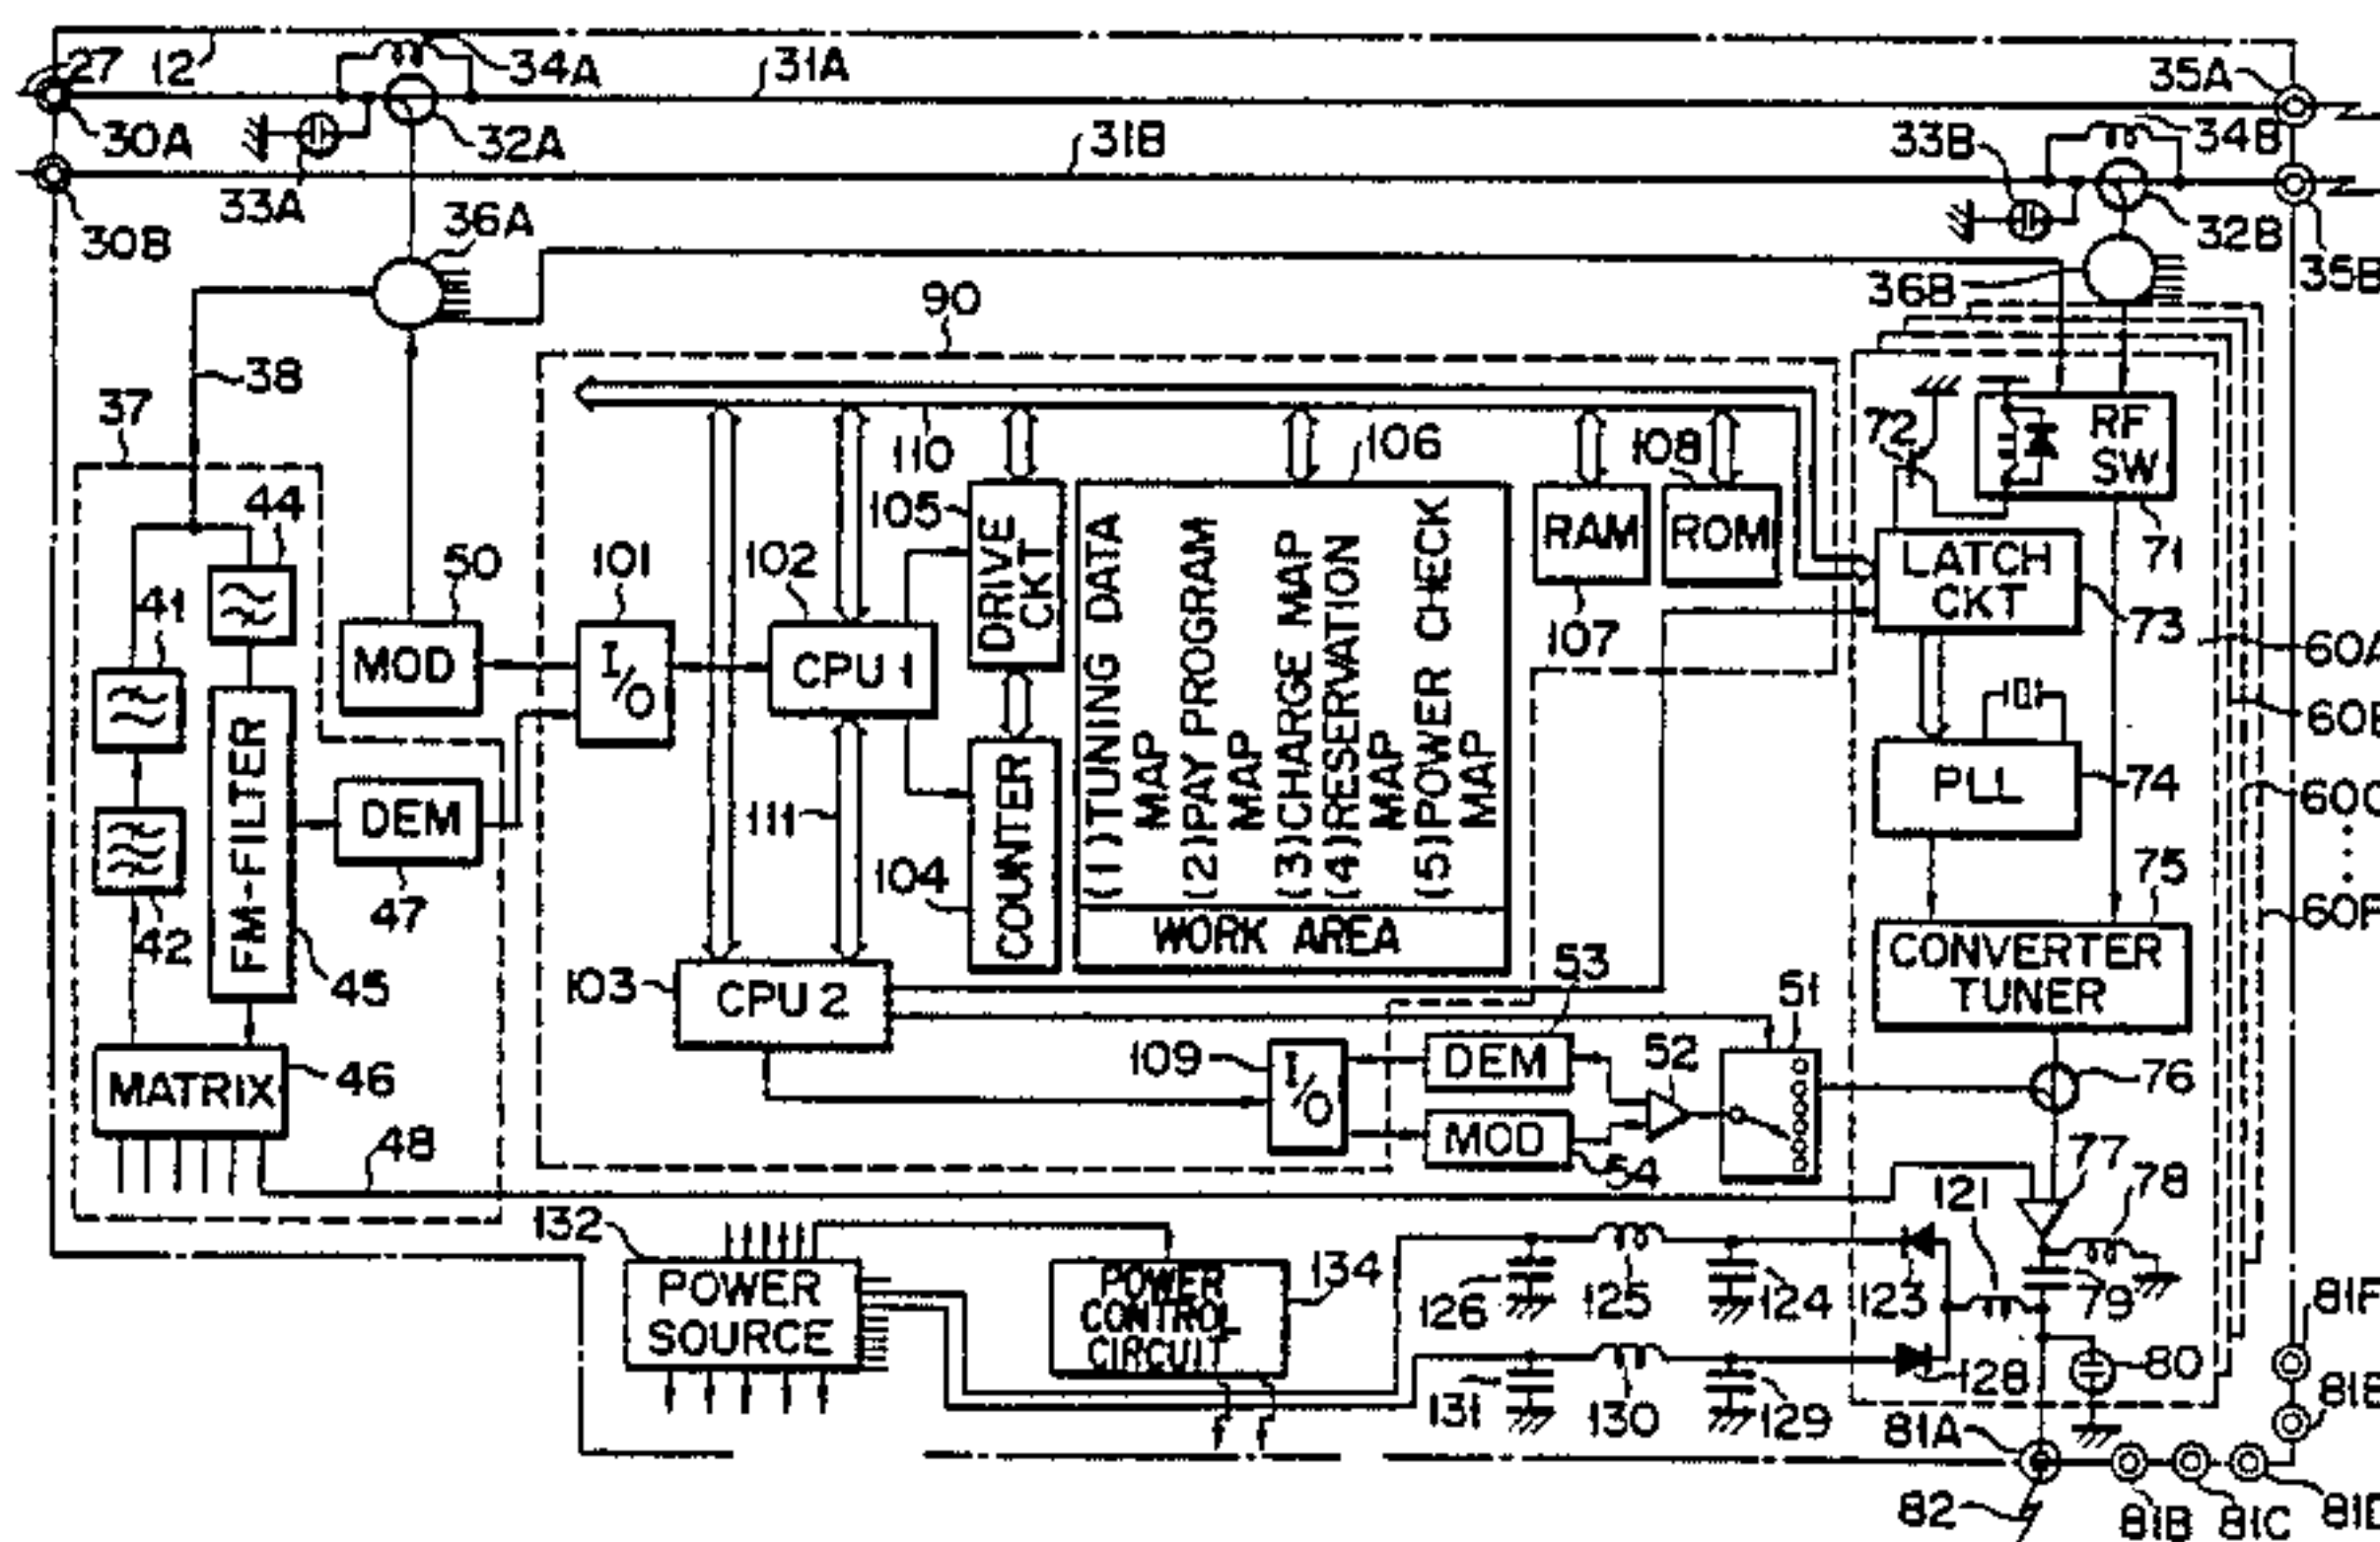 27
12
34A
31A
35A
30A
33A
32A
31B
33B
34B
30B
36A
32B
35B
36B
90
38
37
110
106
108
72
RF
SW
44
50
101
102
105
DRIVE
CKT
(1)TUNING DATA
MAP
(2)PAY PROGRAM
MAP
(3)CHARGE MAP
(4)RESERVATION
MAP
(5)POWER CHECK
MAP
WORK AREA
RAM
ROM
107
71
LATCH
CKT
73
41
MOD
I/O
CPU 1
60A
FM-FILTER
DEM
111
COUNTER
104
PLL
74
60C
42
47
45
75
CONVERTER
TUNER
103
CPU 2
53
51
MATRIX
46
109
I/O
DEM
52
76
MOD
54
48
77
78
121
132
POWER
SOURCE
POWER
CONTROL
CIRCUIT
134
126
125
124
123
79
80
131
130
129
128
81A
82
81B
81C